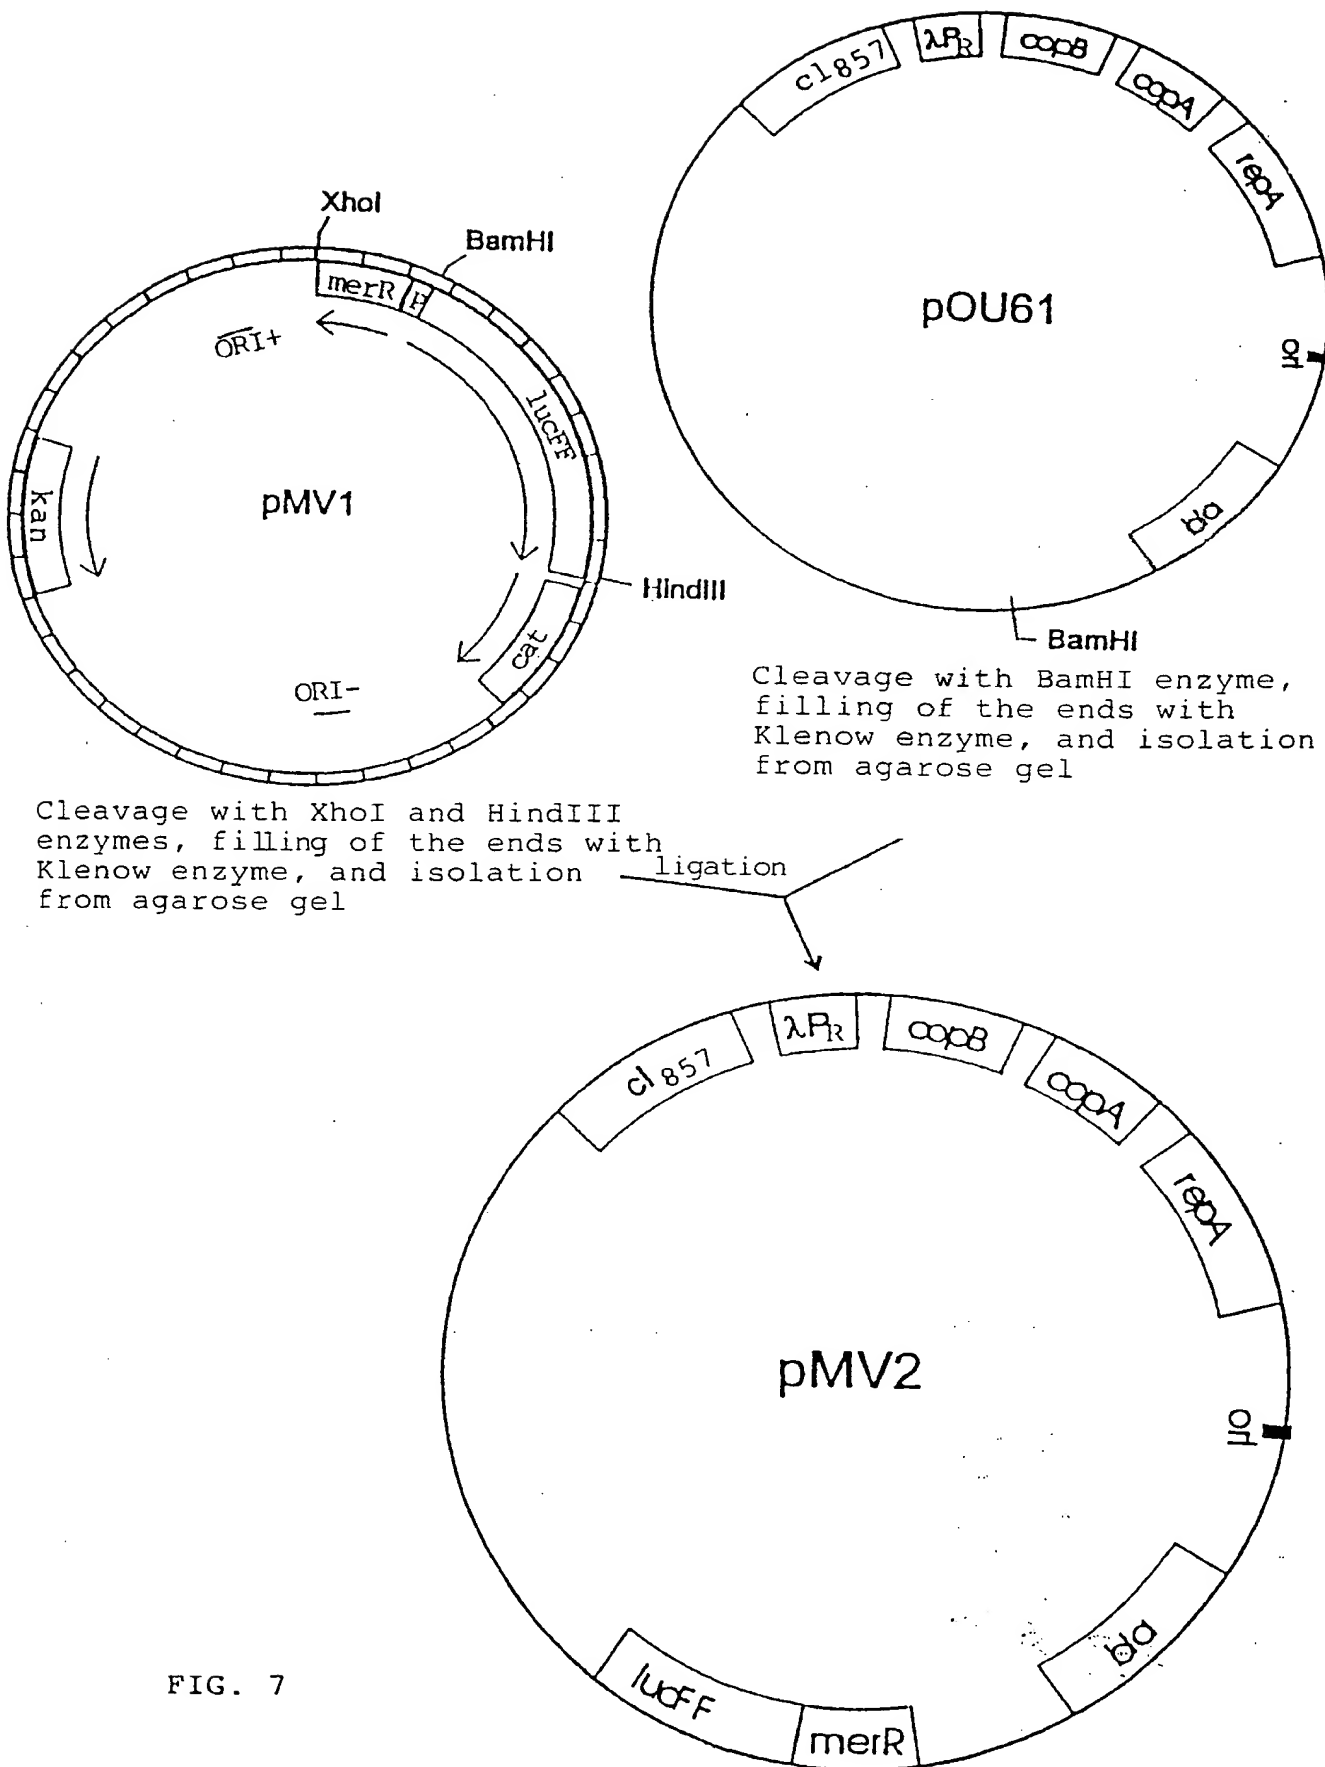 cI857
λPR
copB
copA
repA
pOU61
ori
bla
BamHI
Cleavage with BamHI enzyme,
filling of the ends with
Klenow enzyme, and isolation
from agarose gel
XhoI
BamHI
merR
P
ORI+
lucFF
kan
pMV1
HindIII
cat
ORI-
Cleavage with XhoI and HindIII
enzymes, filling of the ends with
Klenow enzyme, and isolation
from agarose gel
ligation
cI857
λPR
copB
copA
repA
pMV2
ori
bla
lucFF
merR
FIG. 7